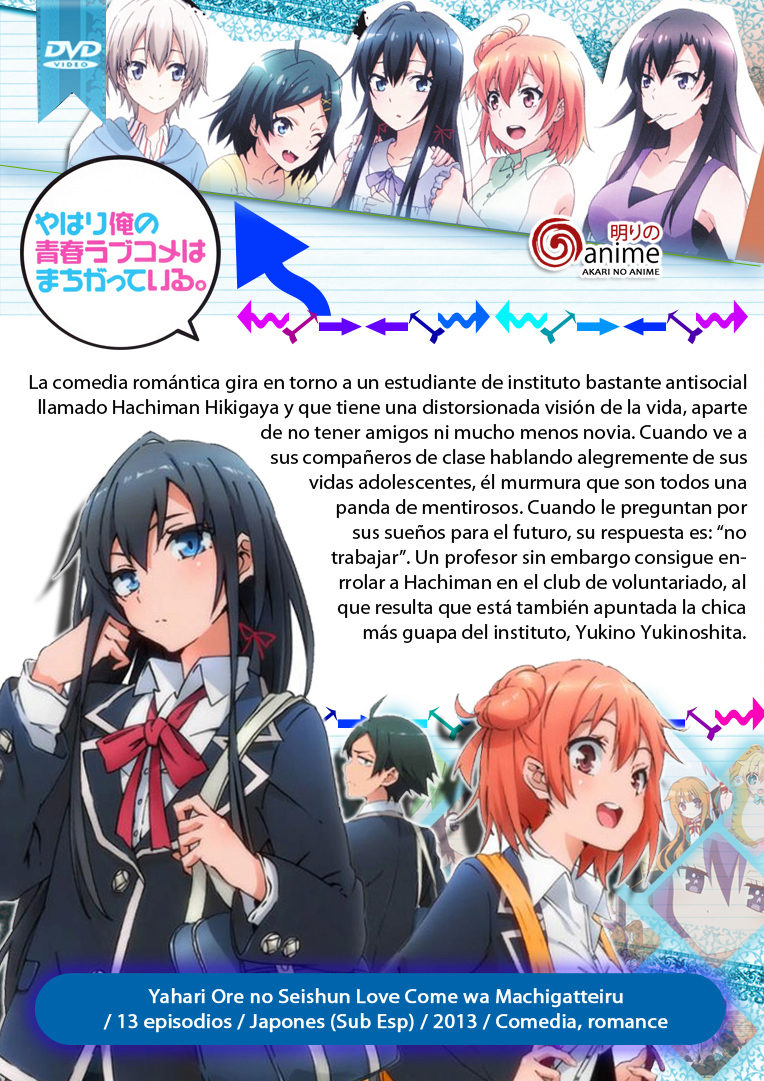 DVD
VIDEO
やはり俺の
青春ラブコメは
まちがっている。
明りの
anime
AKARI NO ANIME
La comedia romántica gira en torno a un estudiante de instituto bastante antisocial
llamado Hachiman Hikigaya y que tiene una distorsionada visión de la vida, aparte
de no tener amigos ni mucho menos novia. Cuando ve a
sus compañeros de clase hablando alegremente de sus
vidas adolescentes, él murmura que son todos una
panda de mentirosos. Cuando le preguntan por
sus sueños para el futuro, su respuesta es: “no
trabajar”. Un profesor sin embargo consigue en-
rrolar a Hachiman en el club de voluntariado, al
que resulta que está también apuntada la chica
más guapa del instituto, Yukino Yukinoshita.
Yahari Ore no Seishun Love Come wa Machigatteiru
/ 13 episodios / Japones (Sub Esp) / 2013 / Comedia, romance